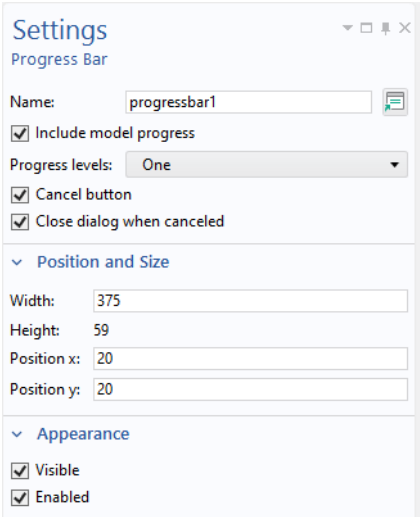 Settings
Progress Bar
Name: progressbar1
Include model progress
Progress levels: One
Cancel button
Close dialog when canceled
Position and Size
Width: 375
Height: 59
Position x: 20
Position y: 20
Appearance
Visible
Enabled